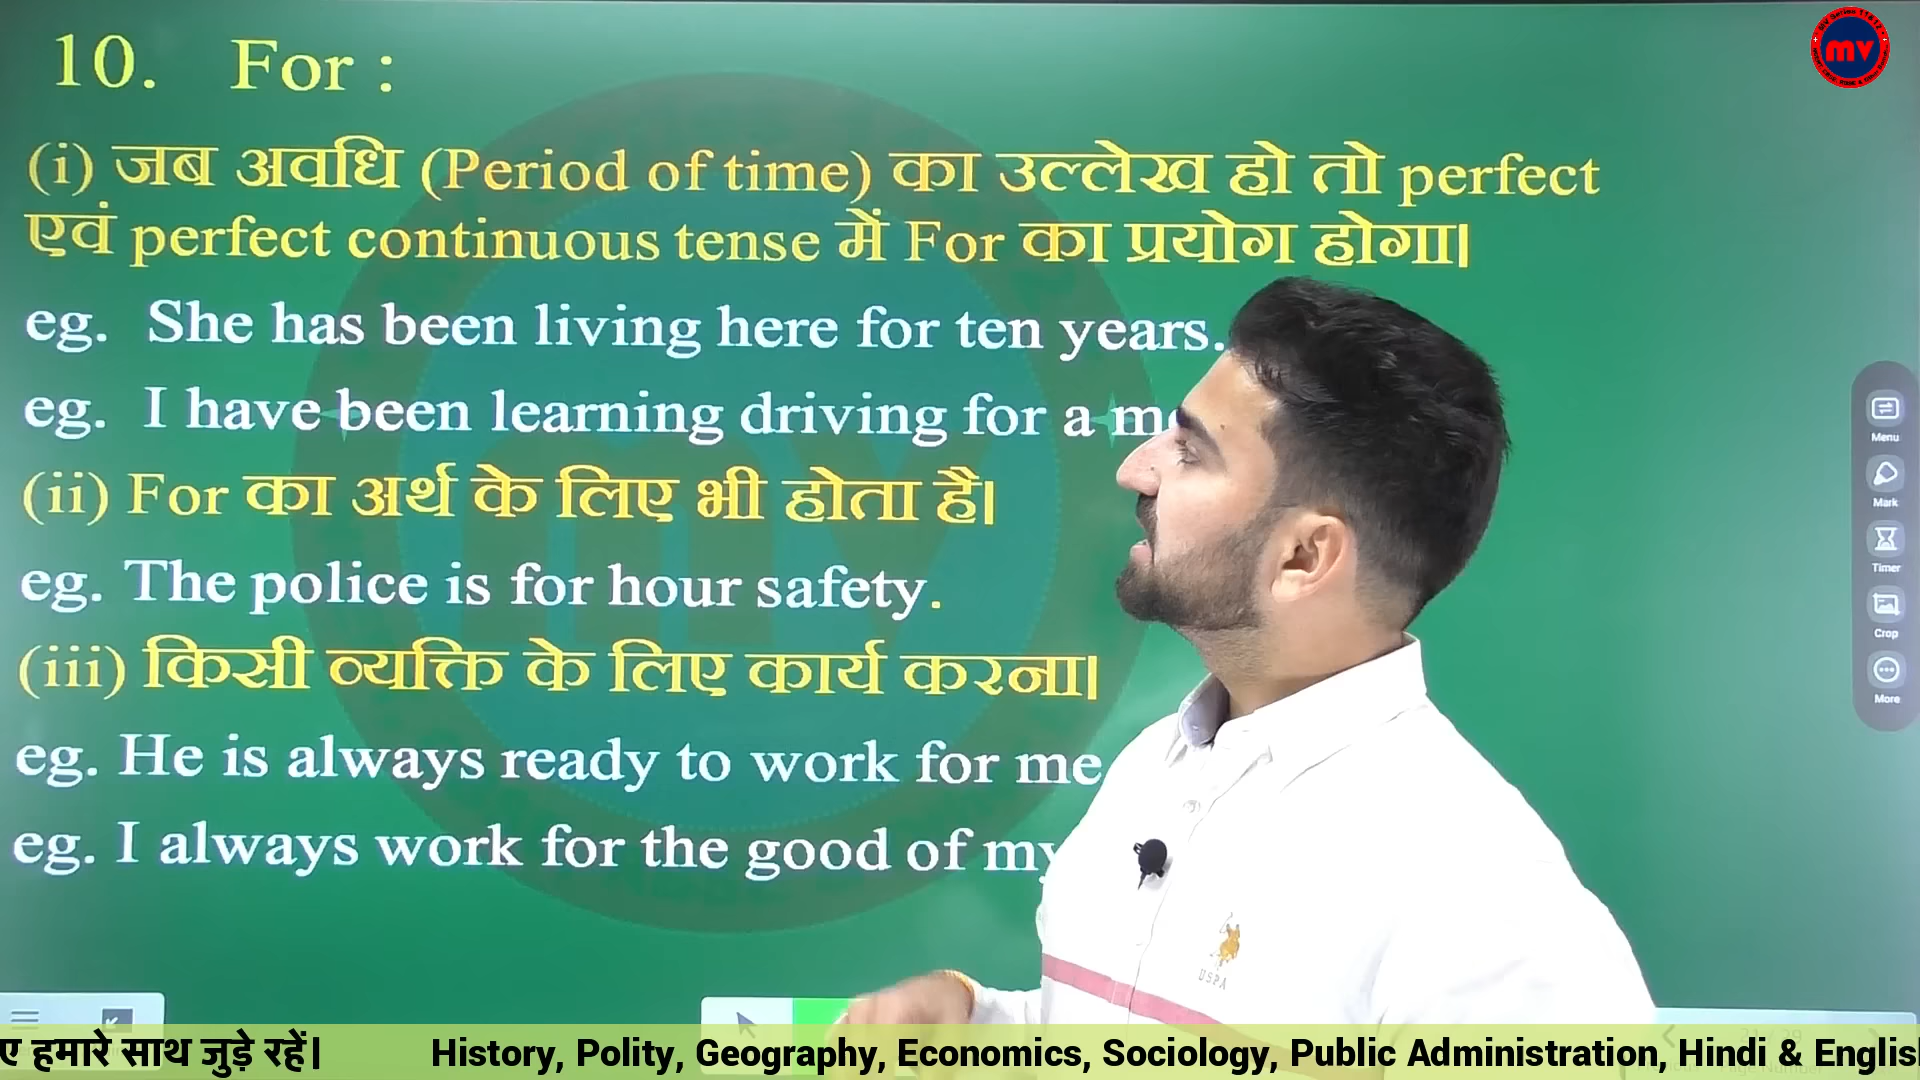 10. For :
(i) जब अवधि (Period of time) का उल्लेख हो तो perfect
एवं perfect continuous tense में For का प्रयोग होगा।
eg. She has been living here for ten years.
eg. I have been learning driving for a
(ii) For का अर्थ के लिए भी होता है।
eg. The police is for hour safety.
(iii) किसी व्यक्ति के लिए कार्य करना।
eg. He is always ready to work for me
eg. I always work for the good of my
mv
Menu
Mark
Timer
Crop
More
USPA
हमारे साथ जुड़े रहें। History, Polity, Geography, Economics, Sociology, Public Administration, Hindi &